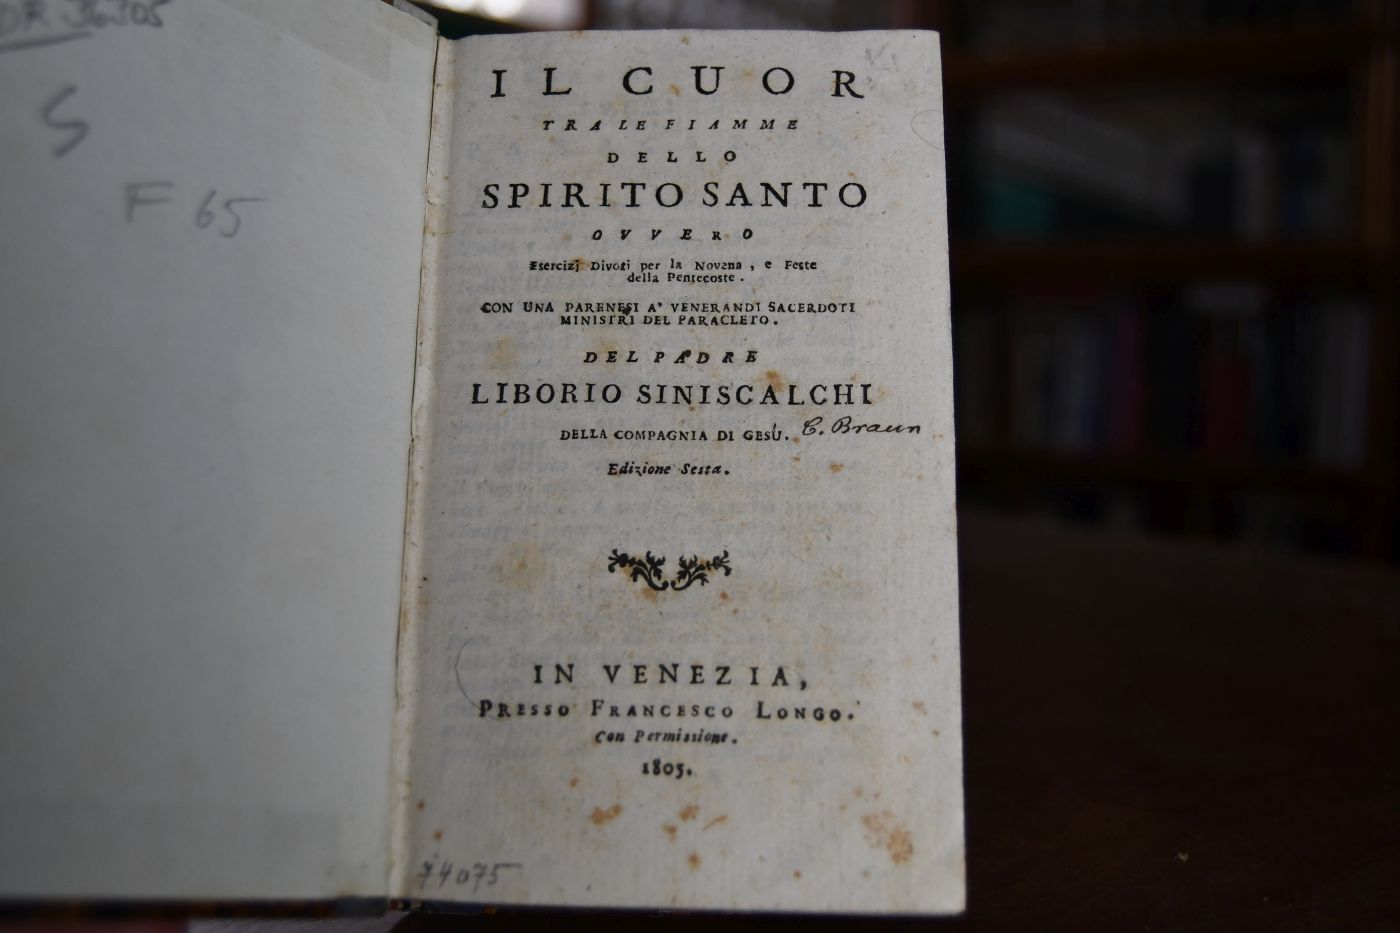 DR 36305
S
F 65
IL CUOR
TRA LE FIAMME
DELLO
SPIRITO SANTO
OVVERO
Esercizj Divoti per la Novena, e Feste
della Pentecoste.
CON UNA PARENESI A' VENERANDI SACERDOTI
MINISTRI DEL PARACLETO.
DEL PADRE
LIBORIO SINISCALCHI
DELLA COMPAGNIA DI GESÙ. C. Braun
Edizione Sesta.
IN VENEZIA,
PRESSO FRANCESCO LONGO.
Con Permissione.
1805.
74075